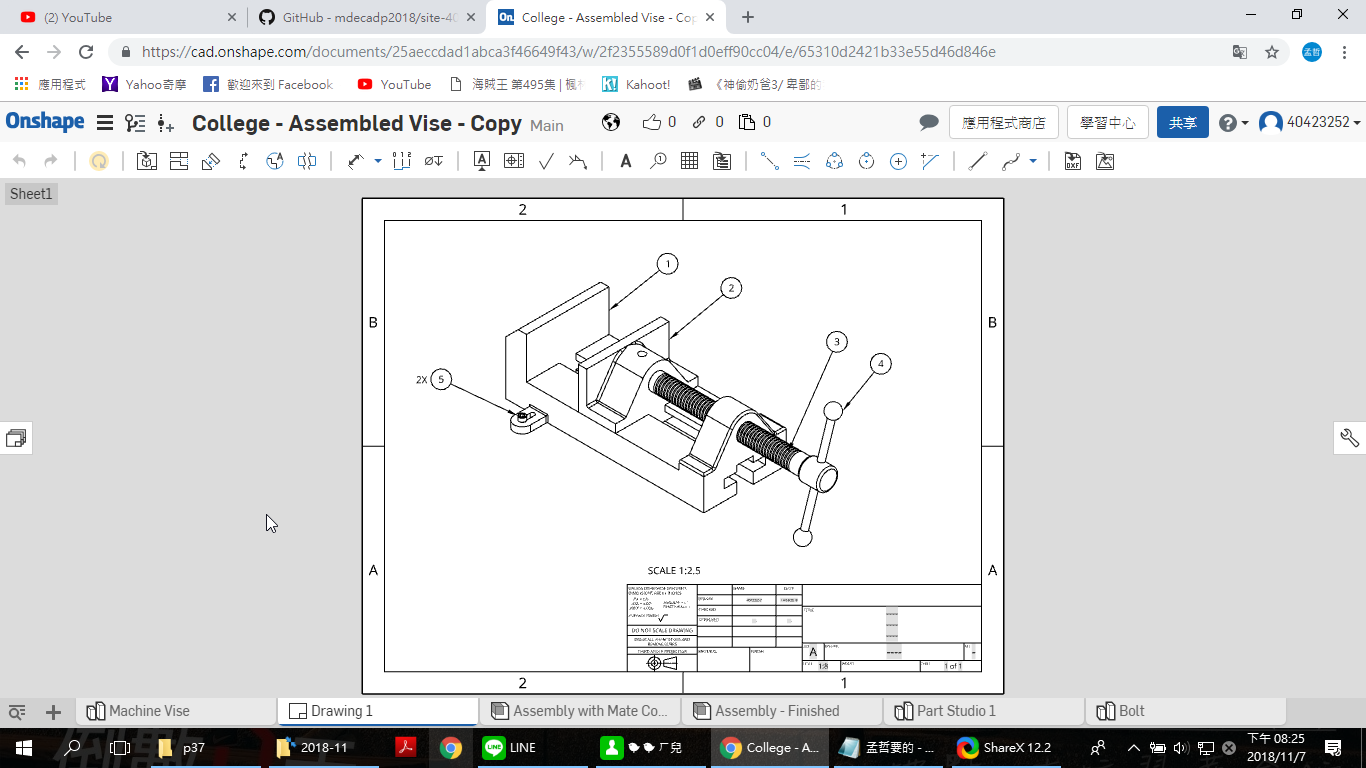 (2) YouTube
GitHub - mdecadp2018/site-40
College - Assembled Vise - Cop
https://cad.onshape.com/documents/25aeccdad1abca3f46649f43/w/2f2355589d0f1d0eff90cc04/e/65310d2421b33e55d46d846e
孟哲
應用程式
Yahoo奇摩
歡迎來到 Facebook
YouTube
海賊王 第495集 | 楓林
Kahoot!
《神偷奶爸3/ 卑鄙的
Onshape
College - Assembled Vise - Copy Main
0
0
0
應用程式商店
學習中心
共享
40423252
Sheet1
2
1
B
B
1
2
3
4
2X 5
A
A
SCALE 1:2.5
DO NOT SCALE DRAWING
TITLE
A
1:8
1 of 1
2
1
Machine Vise
Drawing 1
Assembly with Mate Co...
Assembly - Finished
Part Studio 1
Bolt
p37
2018-11
LINE
College - A...
孟哲要的 - ...
ShareX 12.2
下午 08:25
2018/11/7